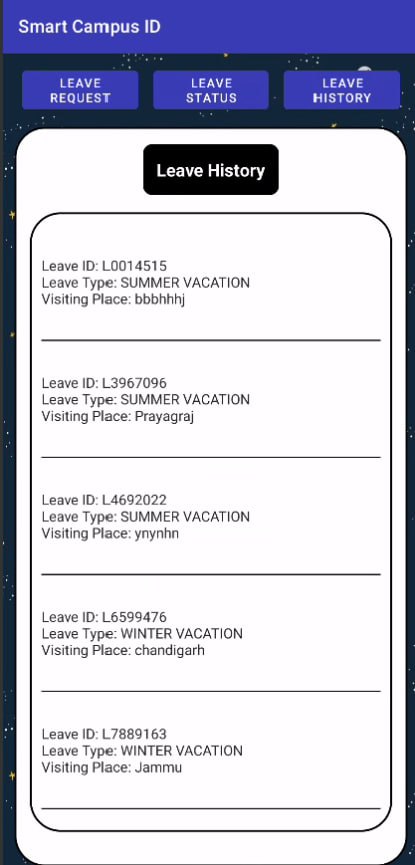 Smart Campus ID
LEAVE
REQUEST
LEAVE
STATUS
LEAVE
HISTORY
Leave History
Leave ID: L0014515
Leave Type: SUMMER VACATION
Visiting Place: bbbhhhj
Leave ID: L3967096
Leave Type: SUMMER VACATION
Visiting Place: Prayagraj
Leave ID: L4692022
Leave Type: SUMMER VACATION
Visiting Place: ynynhn
Leave ID: L6599476
Leave Type: WINTER VACATION
Visiting Place: chandigarh
Leave ID: L7889163
Leave Type: WINTER VACATION
Visiting Place: Jammu